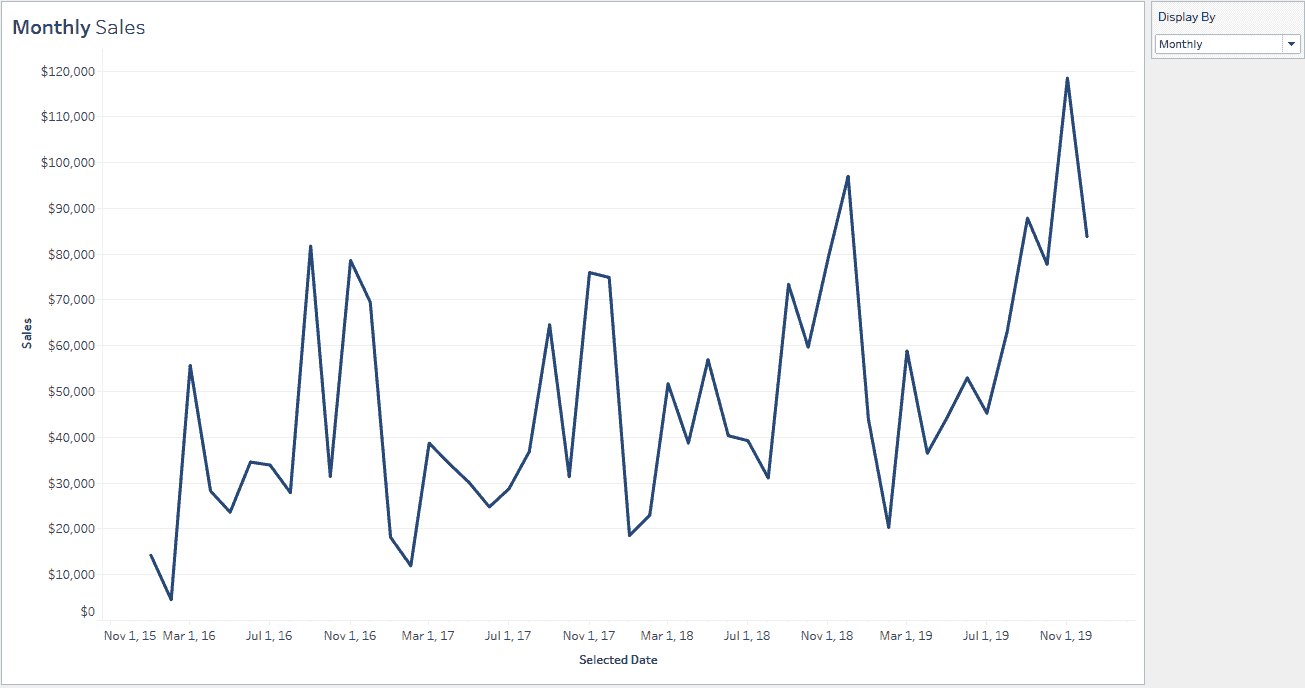 Monthly Sales
Display By
Monthly
$120,000
$110,000
$100,000
$90,000
$80,000
$70,000
$60,000
$50,000
$40,000
$30,000
$20,000
$10,000
$0
Sales
Nov 1, 15 Mar 1, 16 Jul 1, 16 Nov 1, 16 Mar 1, 17 Jul 1, 17 Nov 1, 17 Mar 1, 18 Jul 1, 18 Nov 1, 18 Mar 1, 19 Jul 1, 19 Nov 1, 19
Selected Date